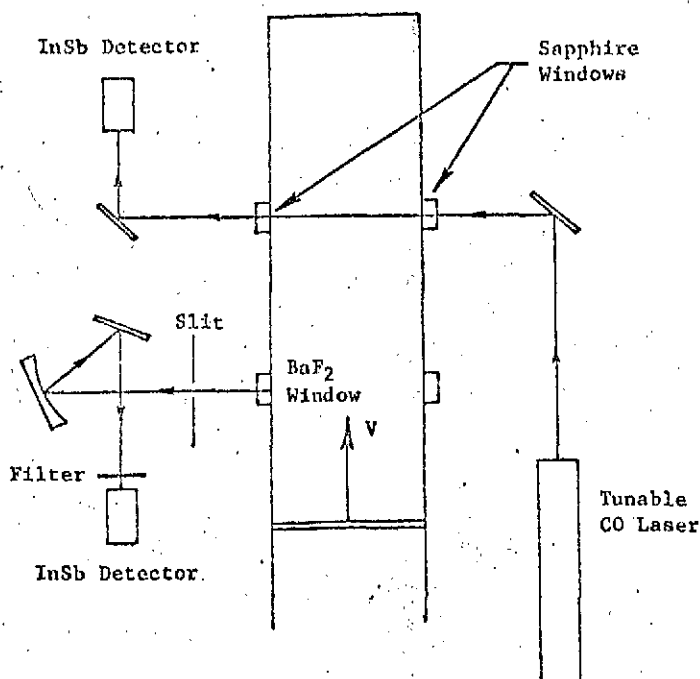 InSb Detector
Sapphire
Windows
Slit
BaF2
Window
V
Filter
InSb Detector
Tunable
CO Laser